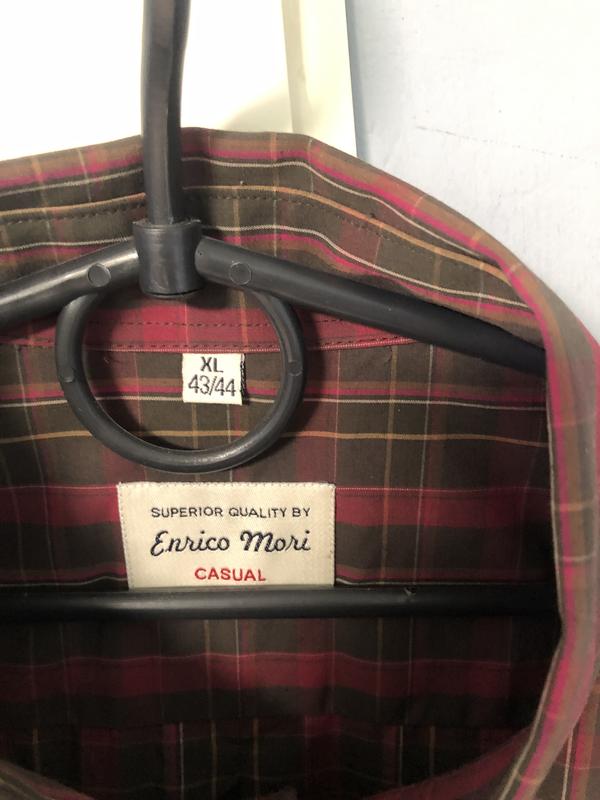 XL
43/44
SUPERIOR QUALITY BY
Enrico Mori
CASUAL